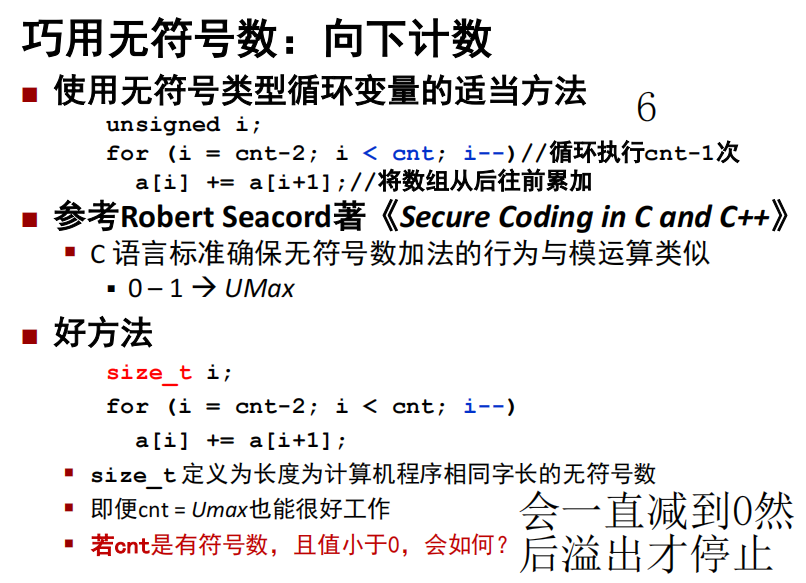 巧用无符号数：向下计数
■ 使用无符号类型循环变量的适当方法
6
unsigned i;
for (i = cnt-2; i < cnt; i--)//循环执行cnt-1次
a[i] += a[i+1];//将数组从后往前累加
■ 参考Robert Seacord著《Secure Coding in C and C++》
▪ C 语言标准确保无符号数加法的行为与模运算类似
▪ 0 – 1 → UMax
■ 好方法
size_t i;
for (i = cnt-2; i < cnt; i--)
a[i] += a[i+1];
▪ size_t 定义为长度为计算机程序相同字长的无符号数
▪ 即便cnt = Umax也能很好工作
▪ 若cnt是有符号数，且值小于0，会如何？
会一直减到0然
后溢出才停止